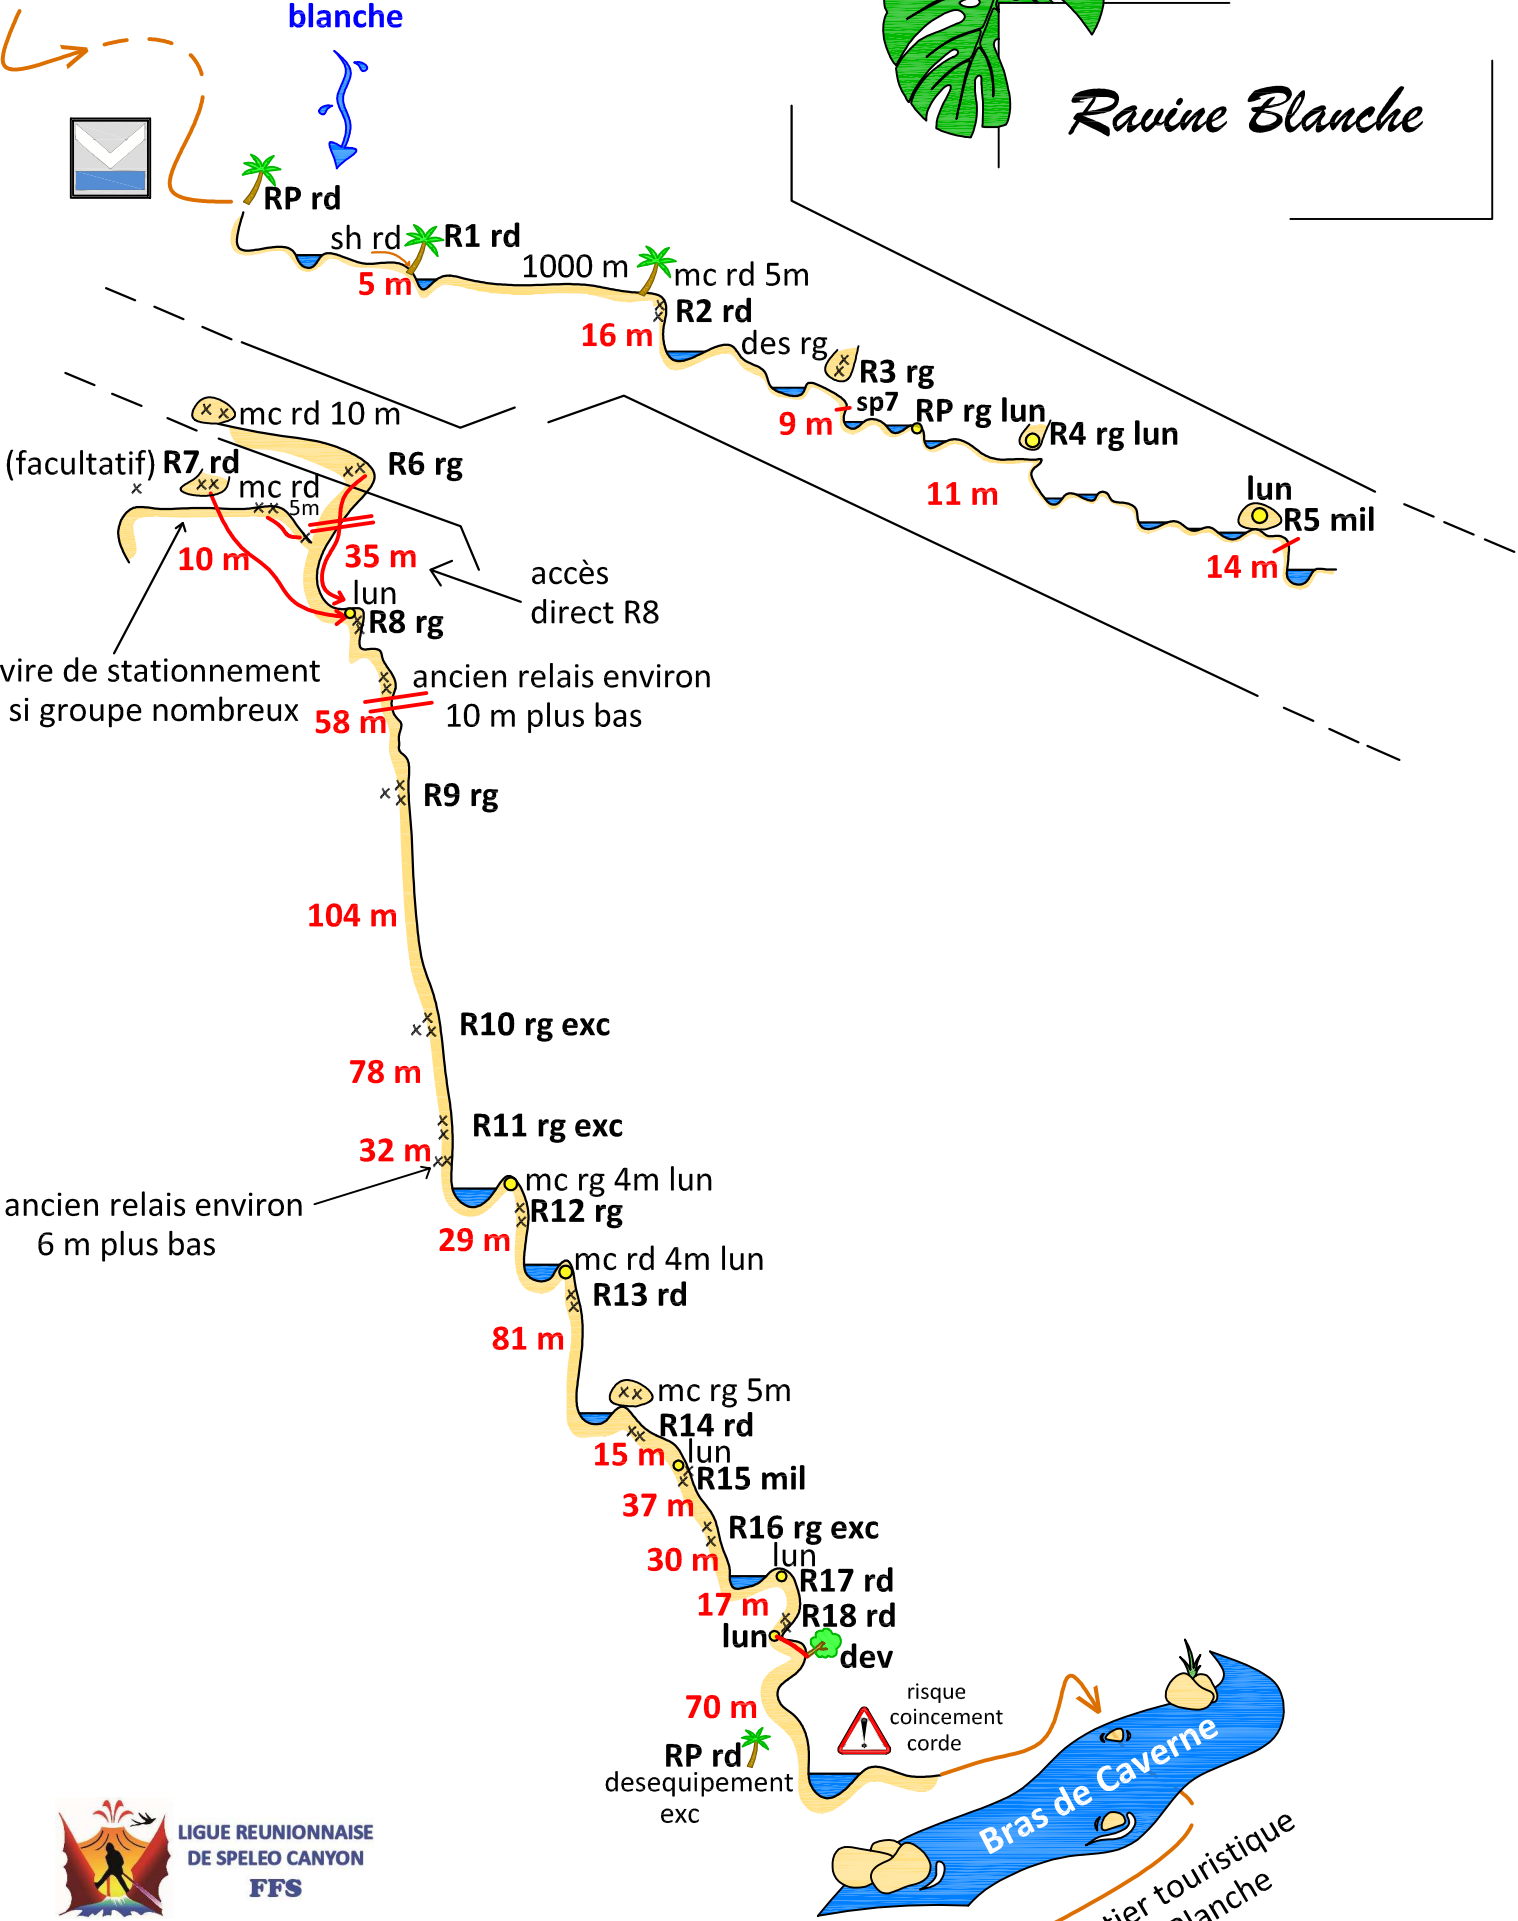 blanche
Ravine Blanche
RP rd
sh rd
R1 rd
5 m
1000 m
mc rd 5m
R2 rd
16 m
des rg
R3 rg
sp7
9 m
RP rg lun
R4 rg lun
11 m
lun
R5 mil
14 m
mc rd 10 m
R6 rg
(facultatif)
R7 rd
mc rd
5m
10 m
35 m
accès
direct R8
lun
R8 rg
vire de stationnement
si groupe nombreux
ancien relais environ
10 m plus bas
58 m
R9 rg
104 m
R10 rg exc
78 m
R11 rg exc
32 m
ancien relais environ
6 m plus bas
mc rg 4m lun
R12 rg
29 m
mc rd 4m lun
R13 rd
81 m
mc rg 5m
R14 rd
15 m
lun
R15 mil
37 m
R16 rg exc
30 m
lun
R17 rd
17 m
R18 rd
lun
dev
70 m
risque
coincement
corde
RP rd
desequipement
exc
Bras de Caverne
tier touristique
Blanche
LIGUE REUNIONNAISE
DE SPELEO CANYON
FFS